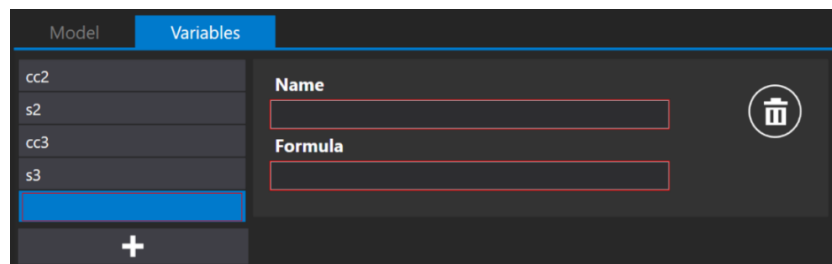 Model Variables
cc2
s2
cc3
s3
Name
Formula